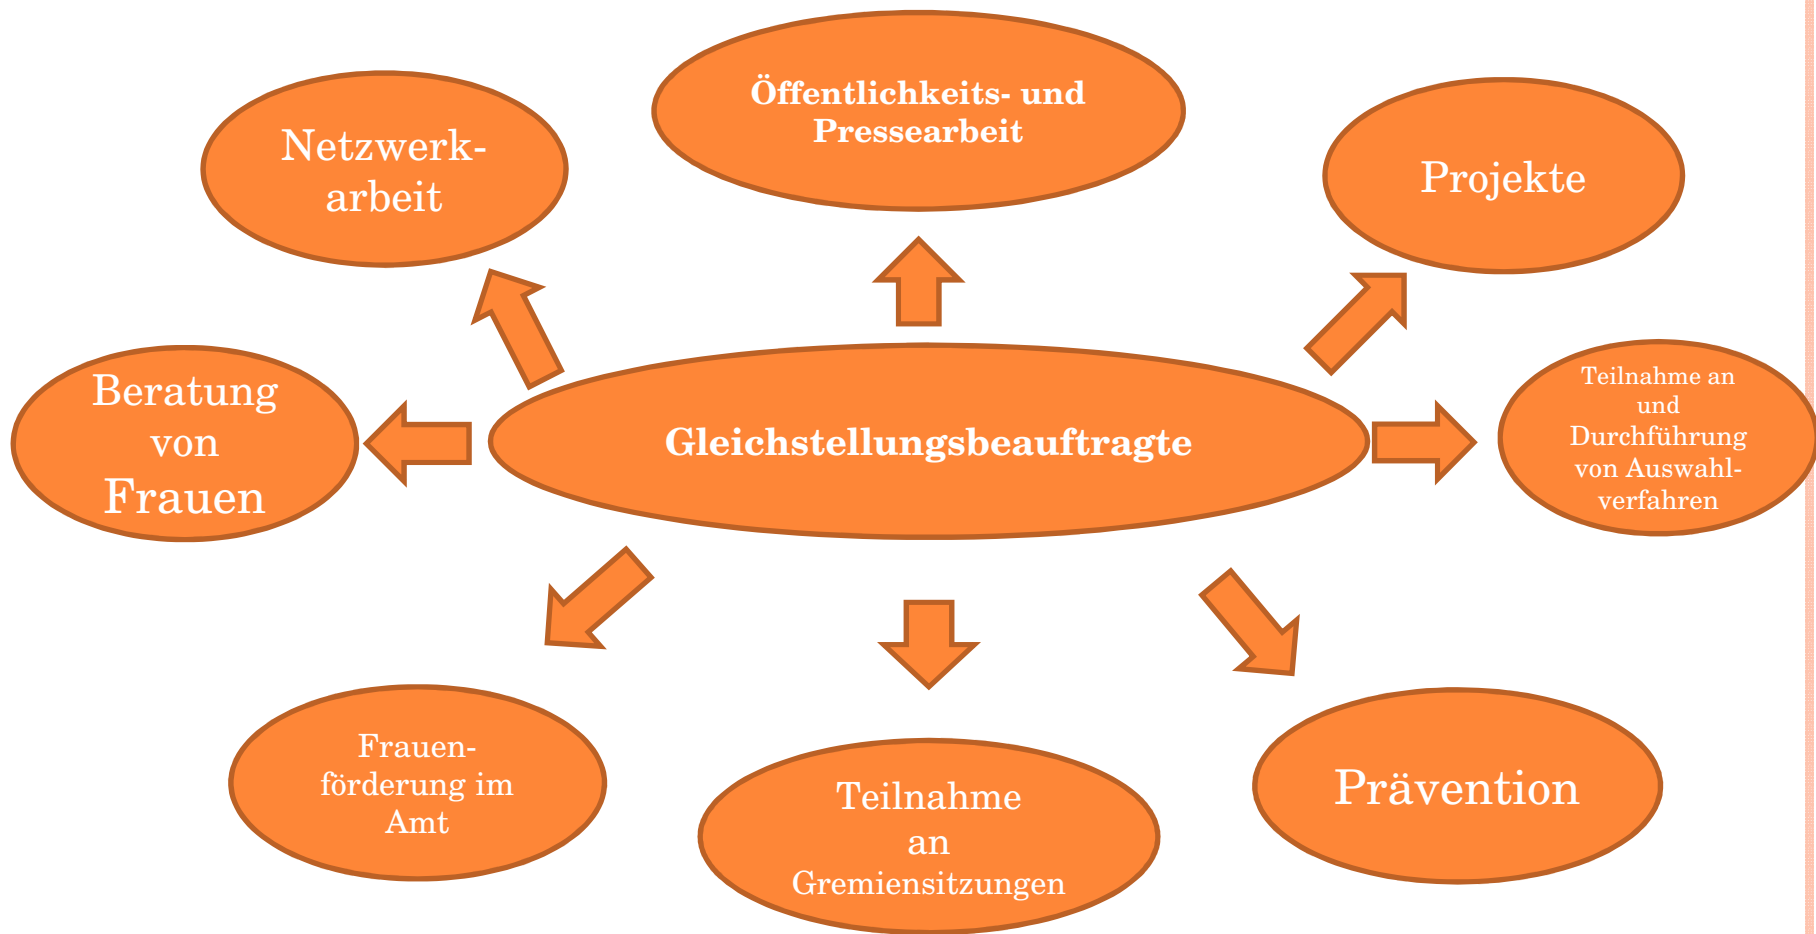 Öffentlichkeits- und
Pressearbeit
Netzwerk-
arbeit
Projekte
Beratung
von
Frauen
Gleichstellungsbeauftragte
Teilnahme an
und
Durchführung
von Auswahl-
verfahren
Frauen-
förderung im
Amt
Teilnahme
an
Gremiensitzungen
Prävention